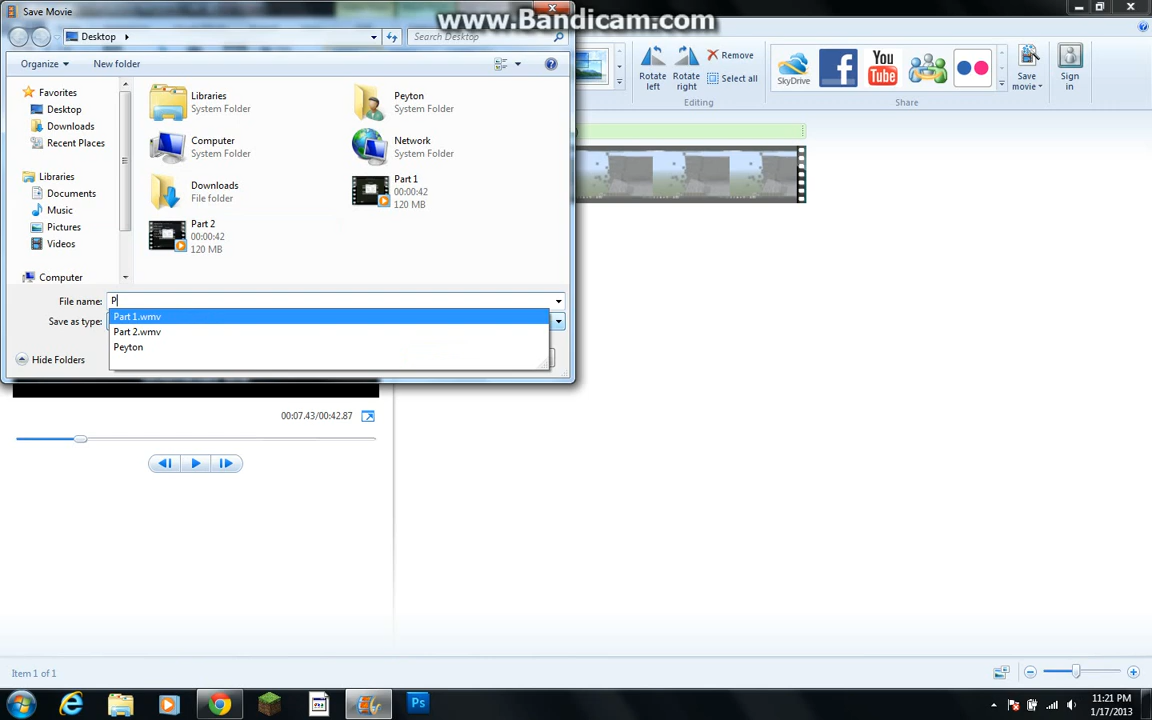 Save Movie
www.Bandicam.com
Desktop
Search Desktop
Organize
New folder
Favorites
Desktop
Downloads
Recent Places
Libraries
Documents
Music
Pictures
Videos
Computer
Libraries
System Folder
Peyton
System Folder
Computer
System Folder
Network
System Folder
Downloads
File folder
Part 1
00:00:42
120 MB
Part 2
00:00:42
120 MB
File name: P
Part 1.wmv
Part 2.wmv
Peyton
Save as type:
Hide Folders
Rotate left
Rotate right
Remove
Select all
Editing
SkyDrive
You Tube
Share
Save movie
Sign in
00:07.43/00:42.87
Item 1 of 1
Ps
11:21 PM
1/17/2013